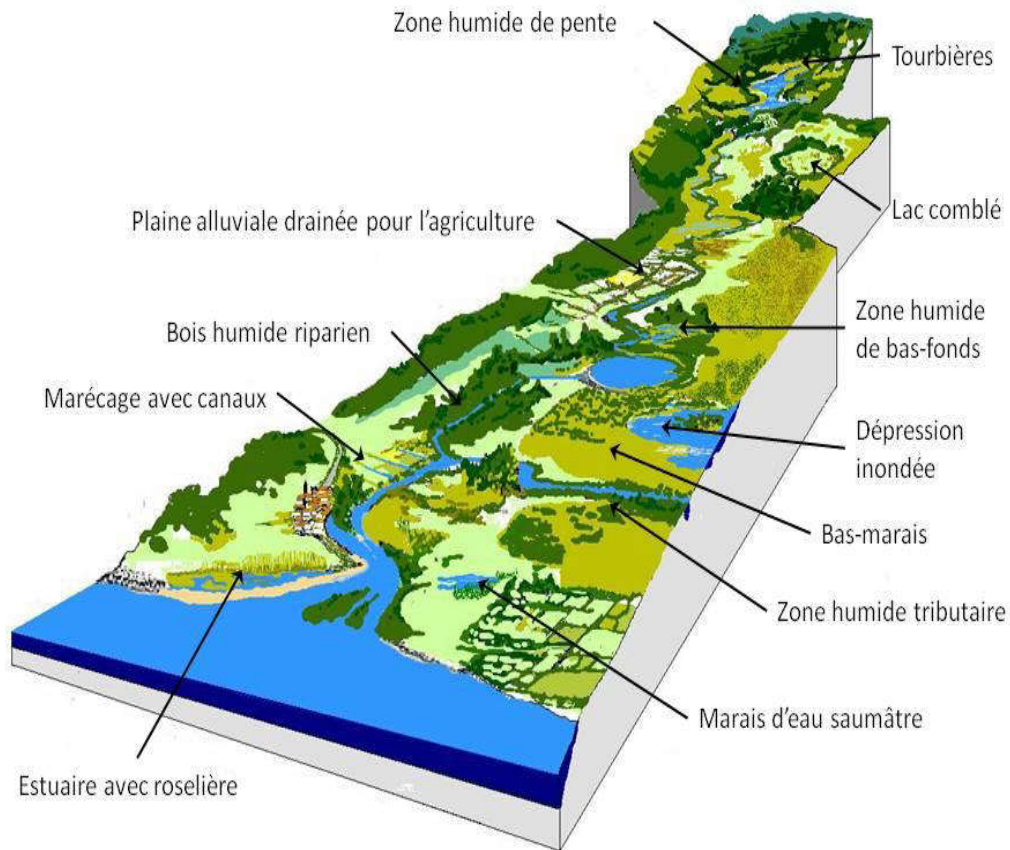 Zone humide de pente
Tourbières
Lac comblé
Plaine alluviale drainée pour l’agriculture
Bois humide riparien
Zone humide
de bas-fonds
Marécage avec canaux
Dépression
inondée
Bas-marais
Zone humide tributaire
Marais d’eau saumâtre
Estuaire avec roselière